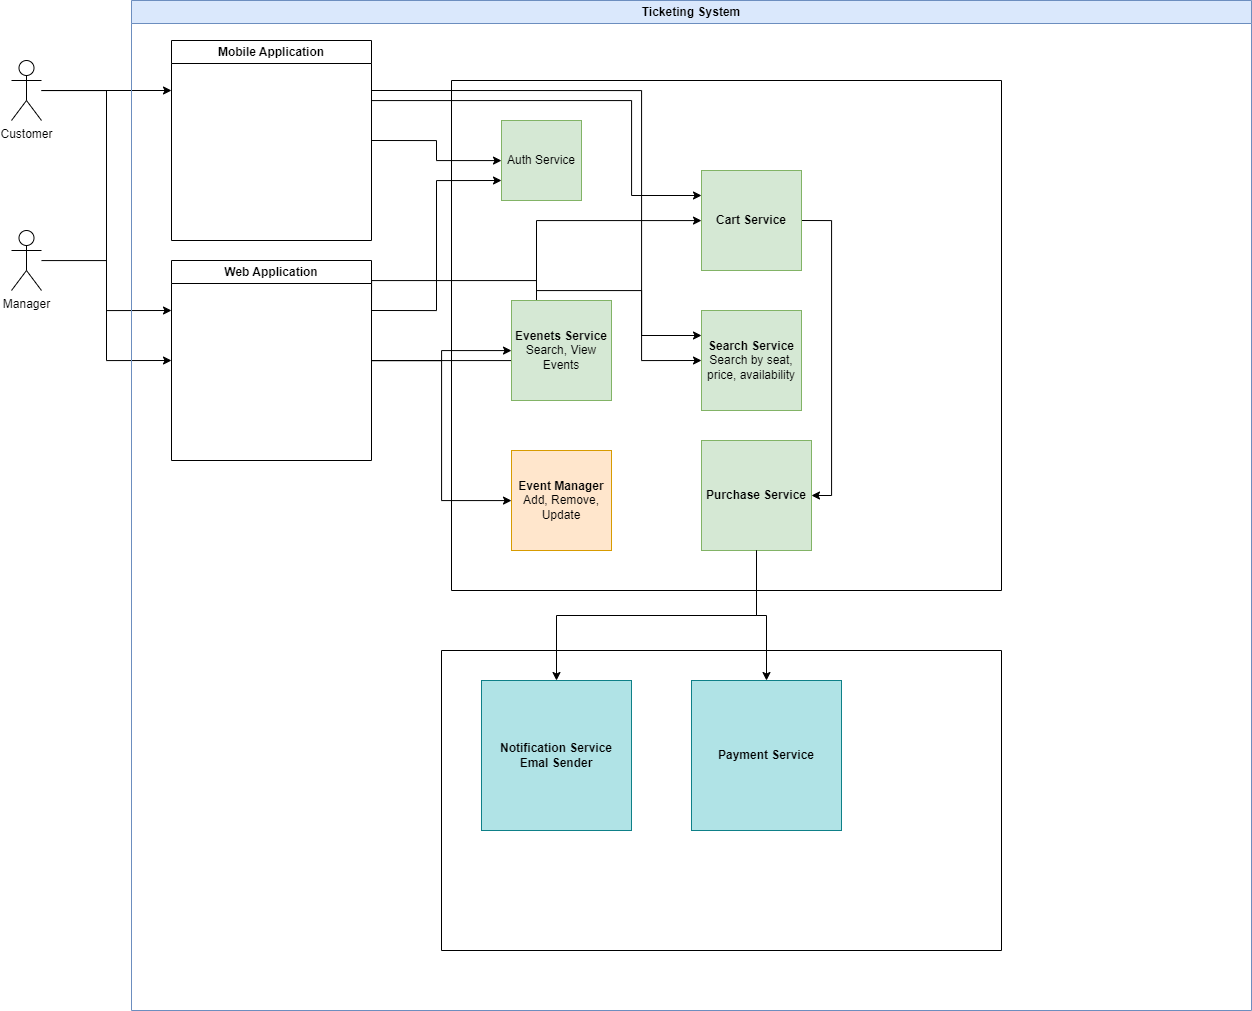 Ticketing System
Mobile Application
Customer
Auth Service
Cart Service
Manager
Web Application
Evenets Service
Search, View
Events
Search Service
Search by seat,
price, availability
Event Manager
Add, Remove,
Update
Purchase Service
Notification Service
Emal Sender
Payment Service